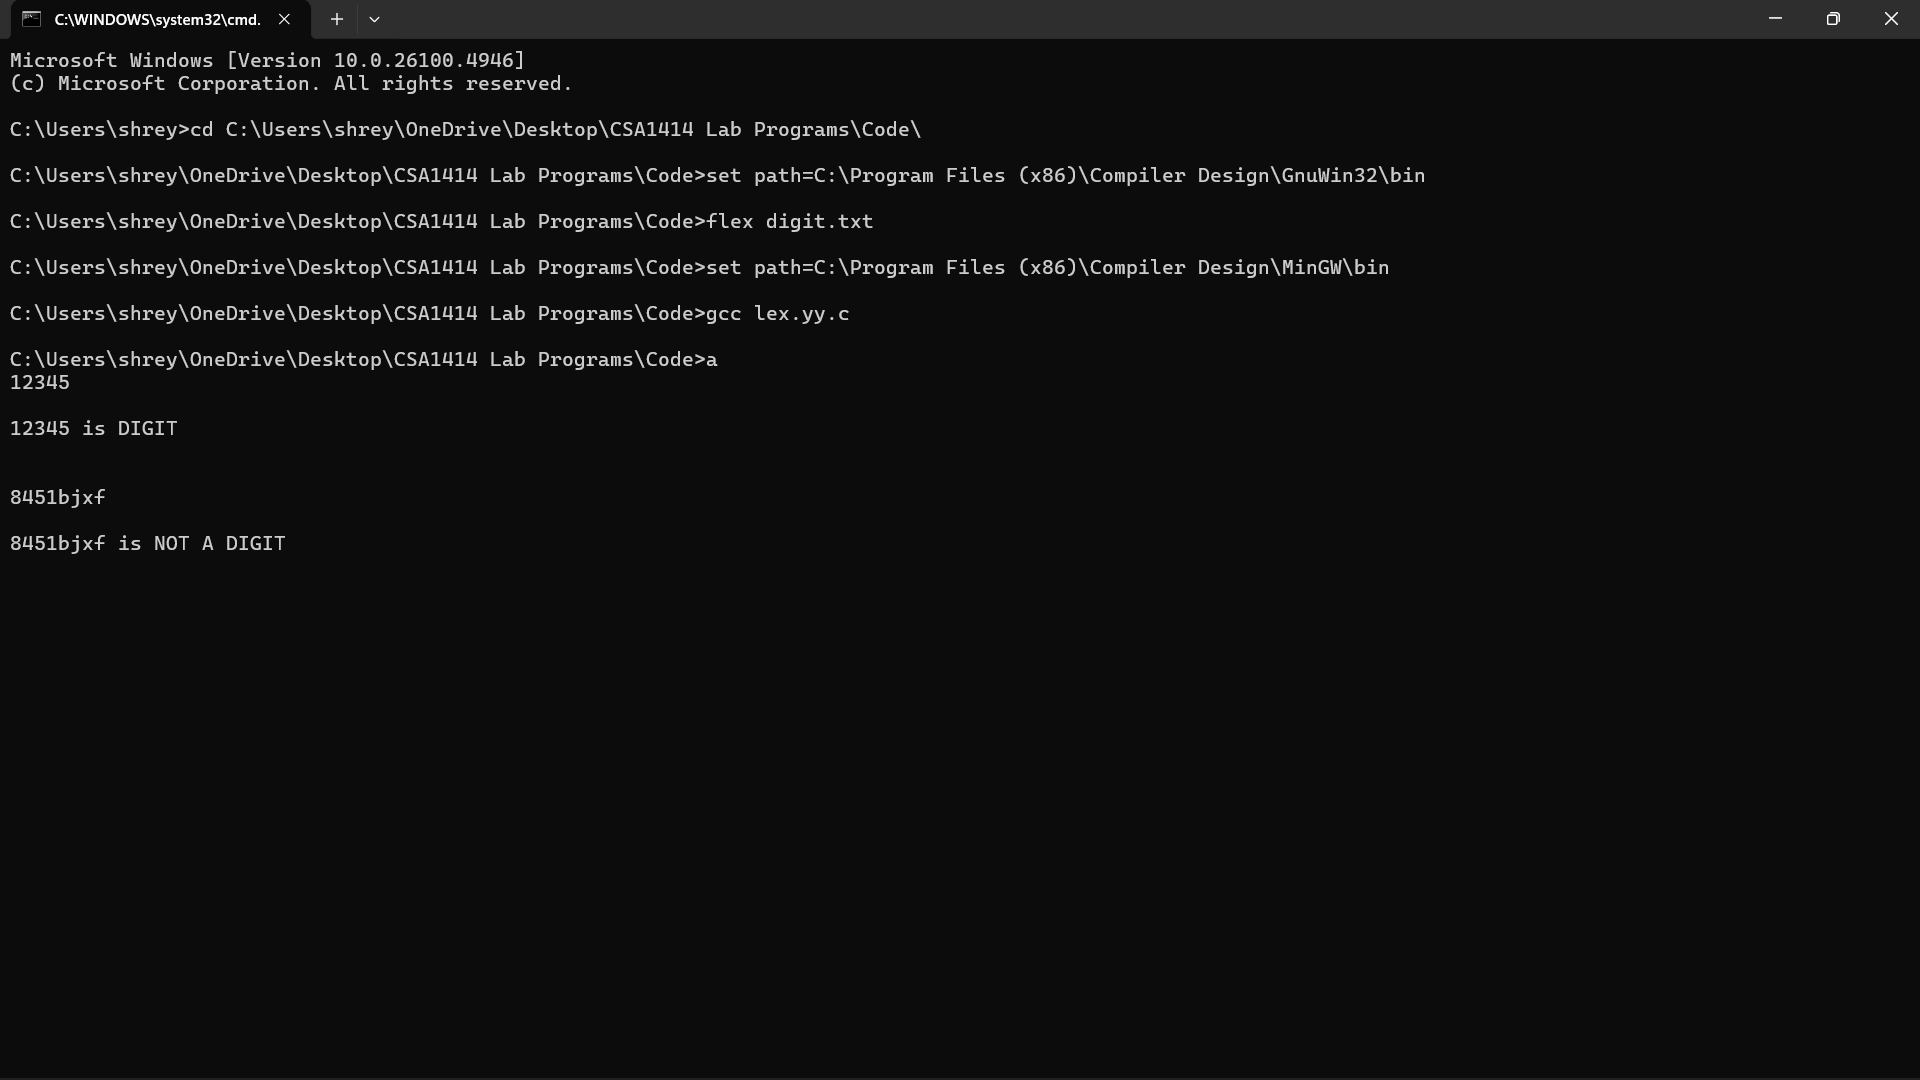 C:\WINDOWS\system32\cmd.
Microsoft Windows [Version 10.0.26100.4946]
(c) Microsoft Corporation. All rights reserved.
C:\Users\shrey>cd C:\Users\shrey\OneDrive\Desktop\CSA1414 Lab Programs\Code\
C:\Users\shrey\OneDrive\Desktop\CSA1414 Lab Programs\Code>set path=C:\Program Files (x86)\Compiler Design\GnuWin32\bin
C:\Users\shrey\OneDrive\Desktop\CSA1414 Lab Programs\Code>flex digit.txt
C:\Users\shrey\OneDrive\Desktop\CSA1414 Lab Programs\Code>set path=C:\Program Files (x86)\Compiler Design\MinGW\bin
C:\Users\shrey\OneDrive\Desktop\CSA1414 Lab Programs\Code>gcc lex.yy.c
C:\Users\shrey\OneDrive\Desktop\CSA1414 Lab Programs\Code>a
12345
12345 is DIGIT
8451bjxf
8451bjxf is NOT A DIGIT